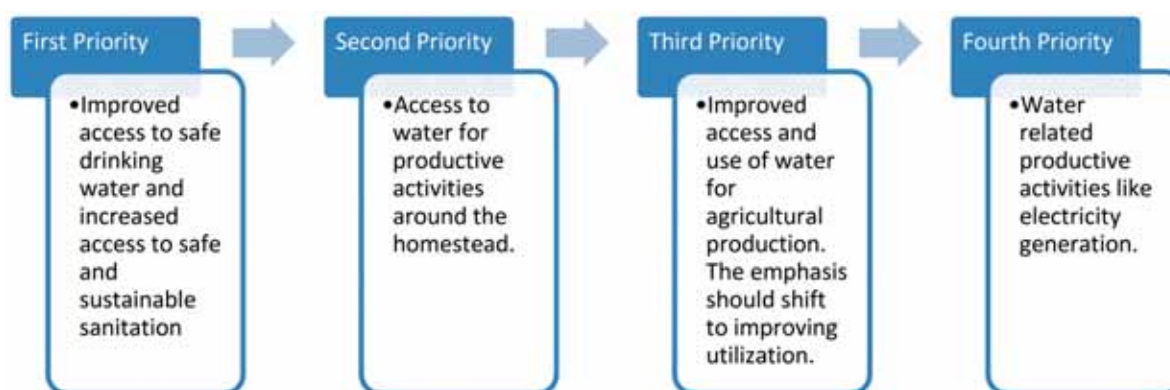 First Priority
•Improved
access to safe
drinking
water and
increased
access to safe
and
sustainable
sanitation
Second Priority
•Access to
water for
productive
activities
around the
homestead.
Third Priority
•Improved
access and
use of water
for
agricultural
production.
The emphasis
should shift
to improving
utilization.
Fourth Priority
•Water
related
productive
activities like
electricity
generation.